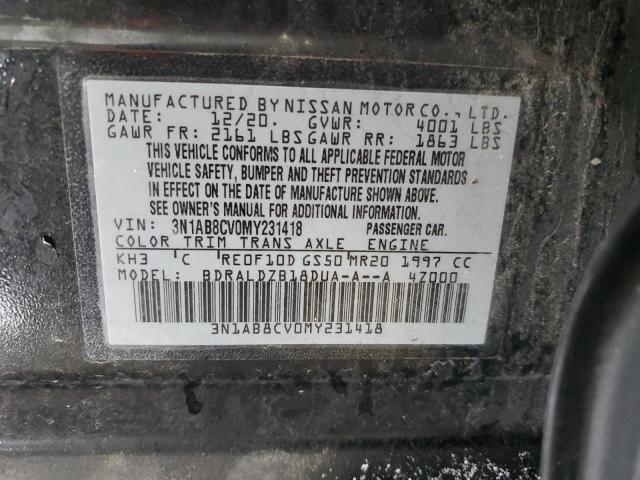 MANUFACTURED BY NISSAN MOTOR CO., LTD.
DATE: 12/20. GVWR: 4001 LBS
GAWR FR: 2161 LBS GAWR RR: 1863 LBS
THIS VEHICLE CONFORMS TO ALL APPLICABLE FEDERAL MOTOR
VEHICLE SAFETY, BUMPER AND THEFT PREVENTION STANDARDS
IN EFFECT ON THE DATE OF MANUFACTURE SHOWN ABOVE.
SEE OWNER'S MANUAL FOR ADDITIONAL INFORMATION.
VIN: 3N1AB8CV0MY231418 PASSENGER CAR.
COLOR TRIM TRANS AXLE ENGINE
KH3 'C RE0F10D GS50 MR20 1997 CC
MODEL: BDRALDZB18DUA-A--A 4Z000
3N1AB8CV0MY231418